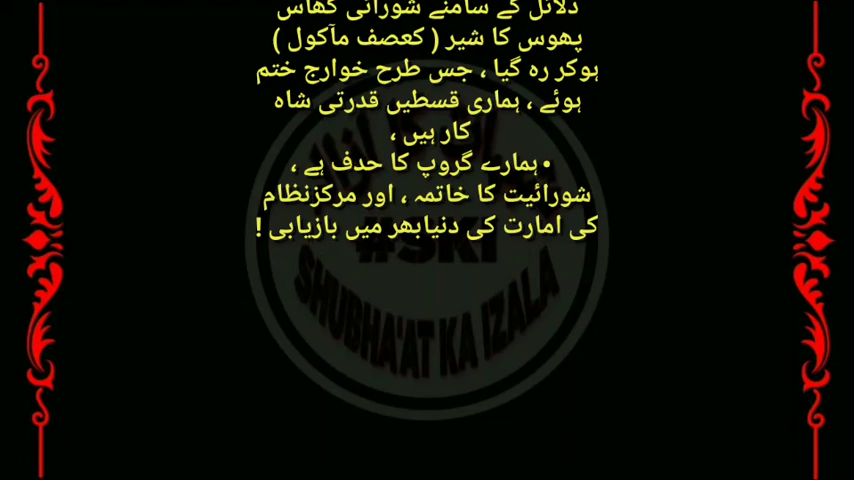 دلائل کے سامنے شورائی گھاس
پھوس کا شیر ( کعصف مآکول )
ہوکر رہ گیا ، جس طرح خوارج ختم
ہوئے ، ہماری قسطیں قدرتی شاہ
کار ہیں ،
• ہمارے گروپ کا حدف ہے ،
شورائیت کا خاتمہ ، اور مرکزنظام
کی امارت کی دنیابھر میں بازیابی !
#SKI
SHUBHA'AT KA IZALA